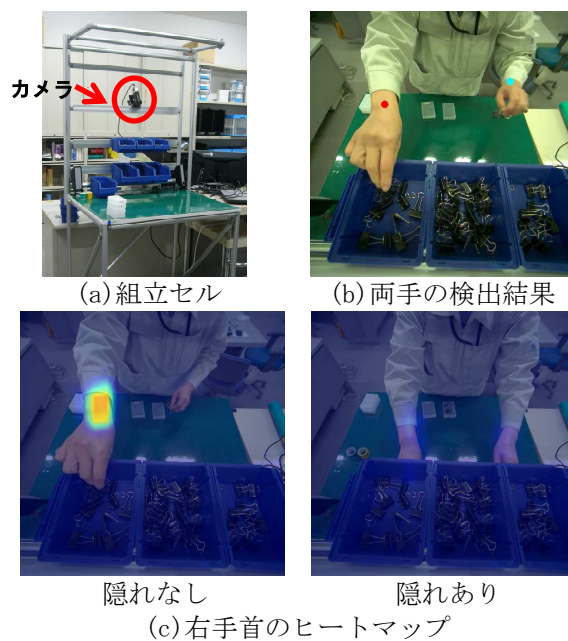 カメラ
(a)組立セル
(b)両手の検出結果
隠れなし
隠れあり
(c)右手首のヒートマップ